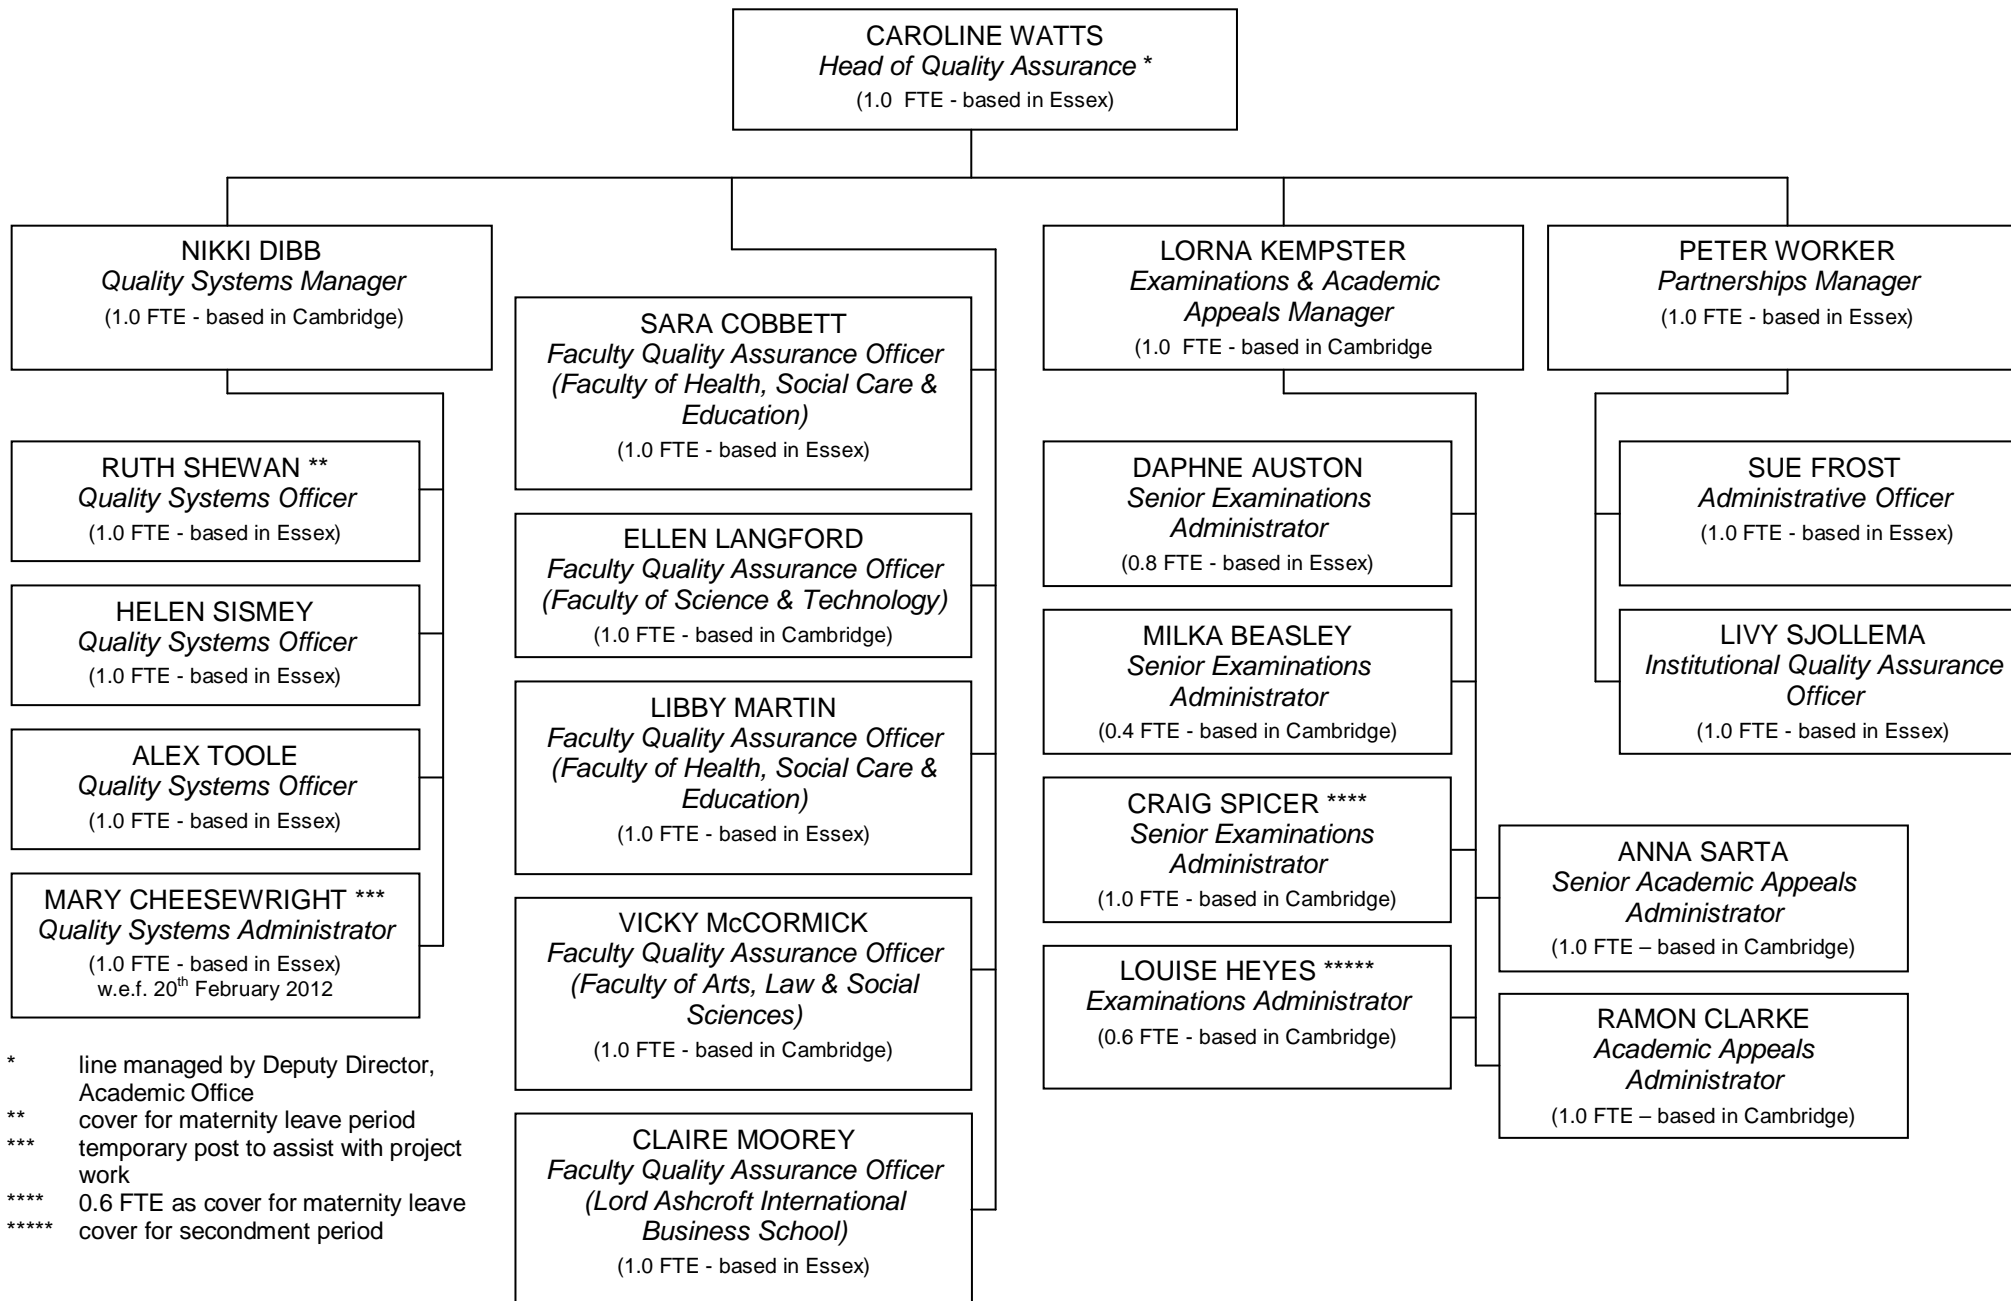 CAROLINE WATTS
Head of Quality Assurance *
(1.0 FTE - based in Essex)
NIKKI DIBB
Quality Systems Manager
(1.0 FTE - based in Cambridge)
RUTH SHEWAN **
Quality Systems Officer
(1.0 FTE - based in Essex)
HELEN SISMEY
Quality Systems Officer
(1.0 FTE - based in Essex)
ALEX TOOLE
Quality Systems Officer
(1.0 FTE - based in Essex)
MARY CHEESEWRIGHT ***
Quality Systems Administrator
(1.0 FTE - based in Essex)
w.e.f. 20th February 2012
SARA COBBETT
Faculty Quality Assurance Officer
(Faculty of Health, Social Care &
Education)
(1.0 FTE - based in Essex)
ELLEN LANGFORD
Faculty Quality Assurance Officer
(Faculty of Science & Technology)
(1.0 FTE - based in Cambridge)
LIBBY MARTIN
Faculty Quality Assurance Officer
(Faculty of Health, Social Care &
Education)
(1.0 FTE - based in Essex)
VICKY McCORMICK
Faculty Quality Assurance Officer
(Faculty of Arts, Law & Social
Sciences)
(1.0 FTE - based in Cambridge)
CLAIRE MOOREY
Faculty Quality Assurance Officer
(Lord Ashcroft International
Business School)
(1.0 FTE - based in Essex)
LORNA KEMPSTER
Examinations & Academic
Appeals Manager
(1.0 FTE - based in Cambridge
DAPHNE AUSTON
Senior Examinations
Administrator
(0.8 FTE - based in Essex)
MILKA BEASLEY
Senior Examinations
Administrator
(0.4 FTE - based in Cambridge)
CRAIG SPICER ****
Senior Examinations
Administrator
(1.0 FTE - based in Cambridge)
LOUISE HEYES *****
Examinations Administrator
(0.6 FTE - based in Cambridge)
ANNA SARTA
Senior Academic Appeals
Administrator
(1.0 FTE – based in Cambridge)
RAMON CLARKE
Academic Appeals
Administrator
(1.0 FTE – based in Cambridge)
PETER WORKER
Partnerships Manager
(1.0 FTE - based in Essex)
SUE FROST
Administrative Officer
(1.0 FTE - based in Essex)
LIVY SJOLLEMA
Institutional Quality Assurance
Officer
(1.0 FTE - based in Essex)
* line managed by Deputy Director,
Academic Office
** cover for maternity leave period
*** temporary post to assist with project
work
**** 0.6 FTE as cover for maternity leave
***** cover for secondment period